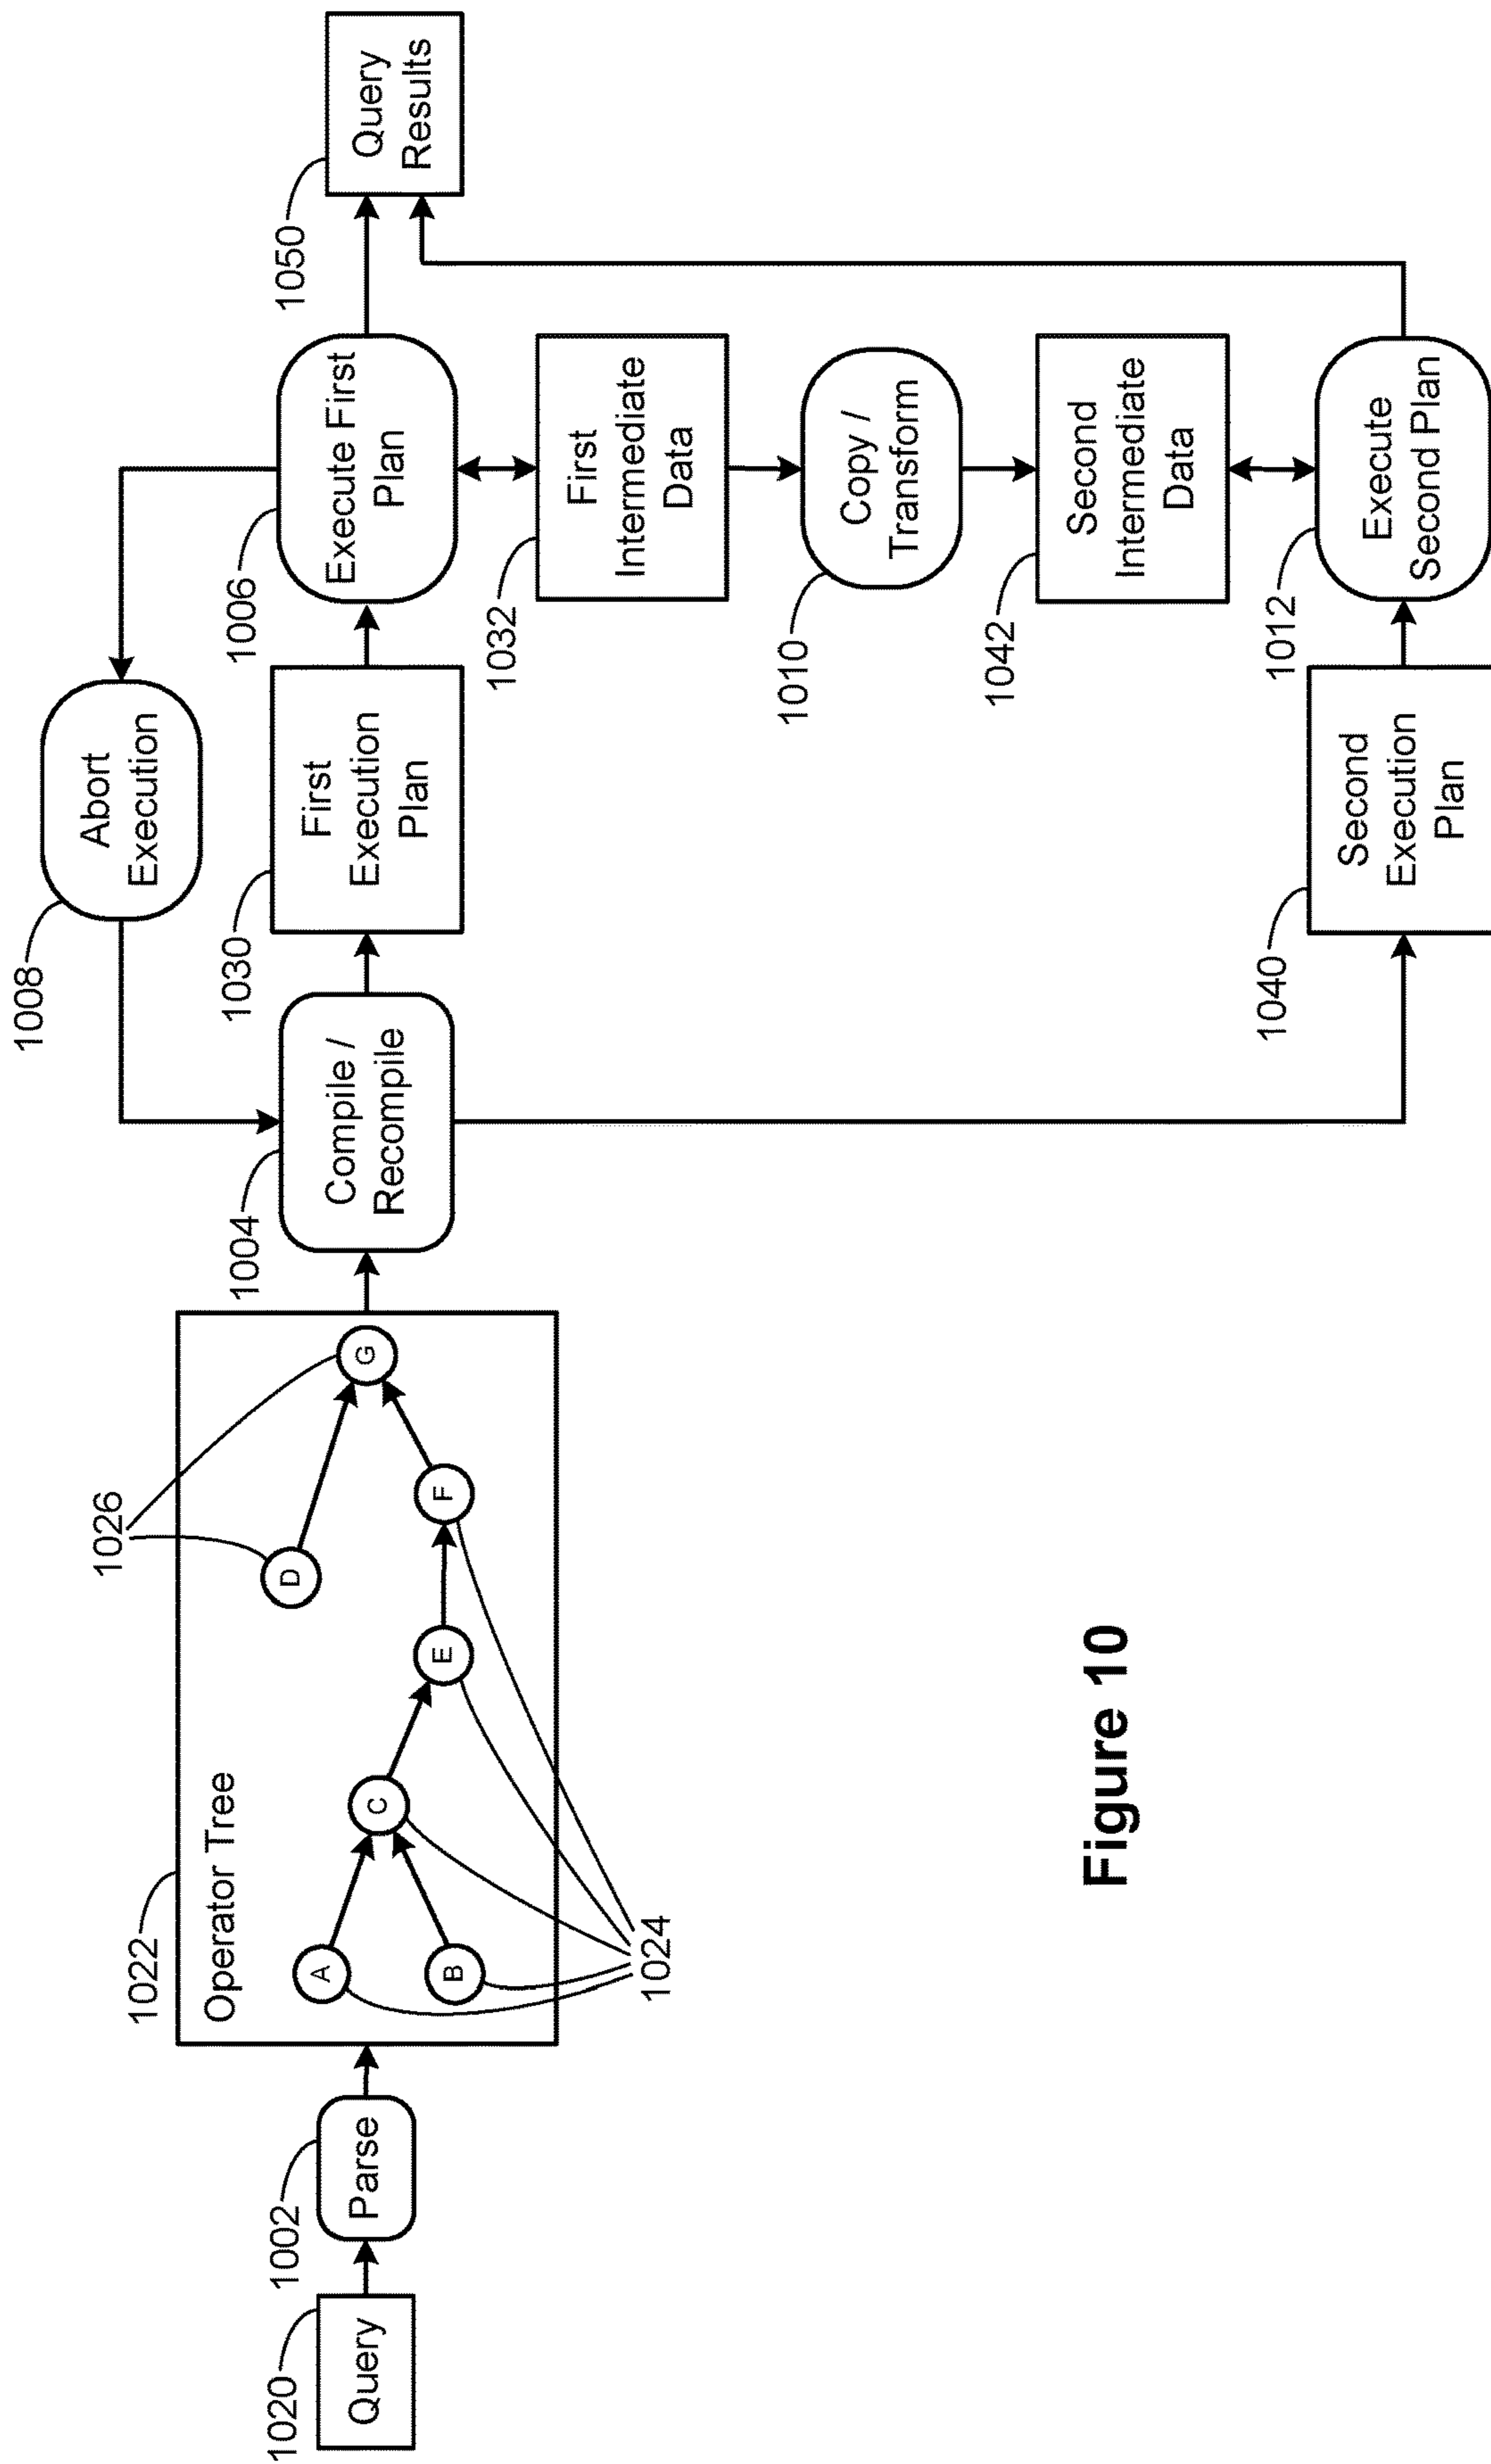 1008
Abort
Execution
1050
Query
Results
1026
1022
Operator Tree
A
B
C
D
E
F
G
1024
1020
Query
1002
Parse
1004
Compile /
Recompile
1030
First
Execution
Plan
1006
Execute First
Plan
1032
First
Intermediate
Data
1010
Copy /
Transform
1042
Second
Intermediate
Data
1040
Second
Execution
Plan
1012
Execute
Second Plan
Figure 10